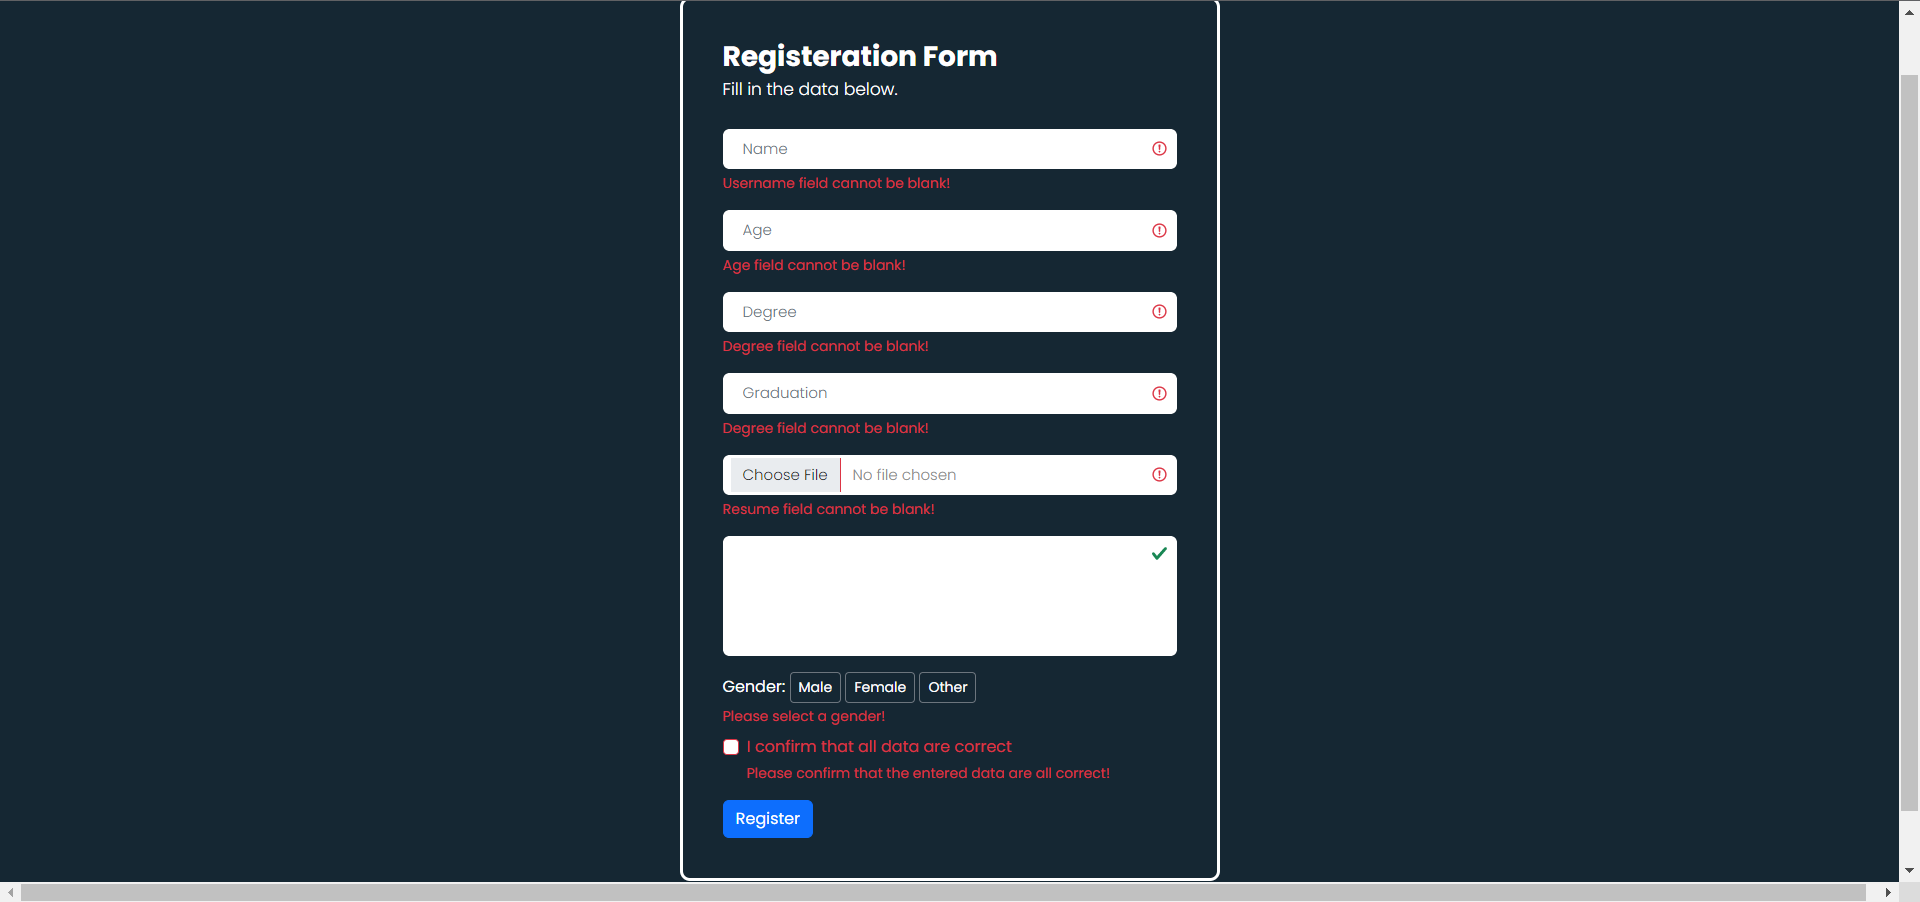 Registeration Form
Fill in the data below.
Name
Username field cannot be blank!
Age
Age field cannot be blank!
Degree
Degree field cannot be blank!
Graduation
Degree field cannot be blank!
Choose File No file chosen
Resume field cannot be blank!
Gender: Male Female Other
Please select a gender!
I confirm that all data are correct
Please confirm that the entered data are all correct!
Register